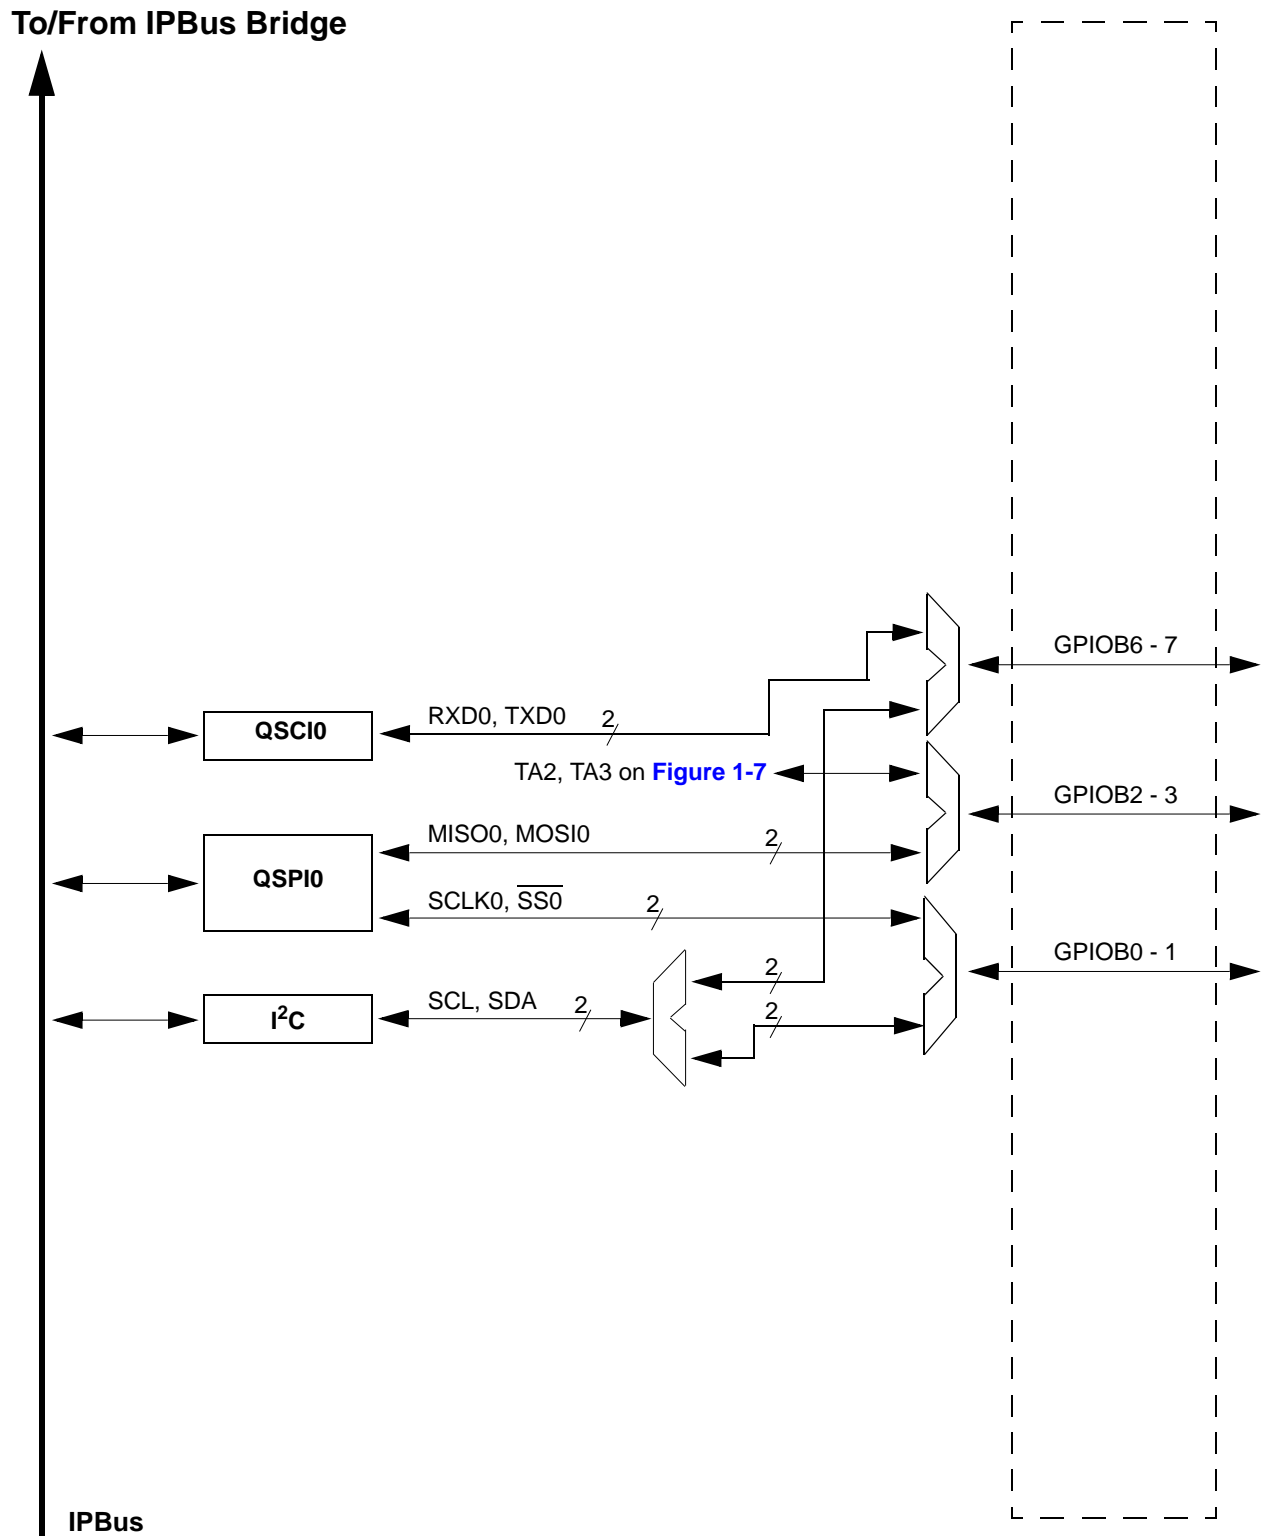 To/From IPBus Bridge
GPIOB6 - 7
RXD0, TXD0
2
QSCI0
TA2, TA3 on Figure 1-7
GPIOB2 - 3
MISO0, MOSI0
2
QSPI0
SCLK0, S̅S̅0̅
2
GPIOB0 - 1
2
SCL, SDA
2
2
I²C
IPBus